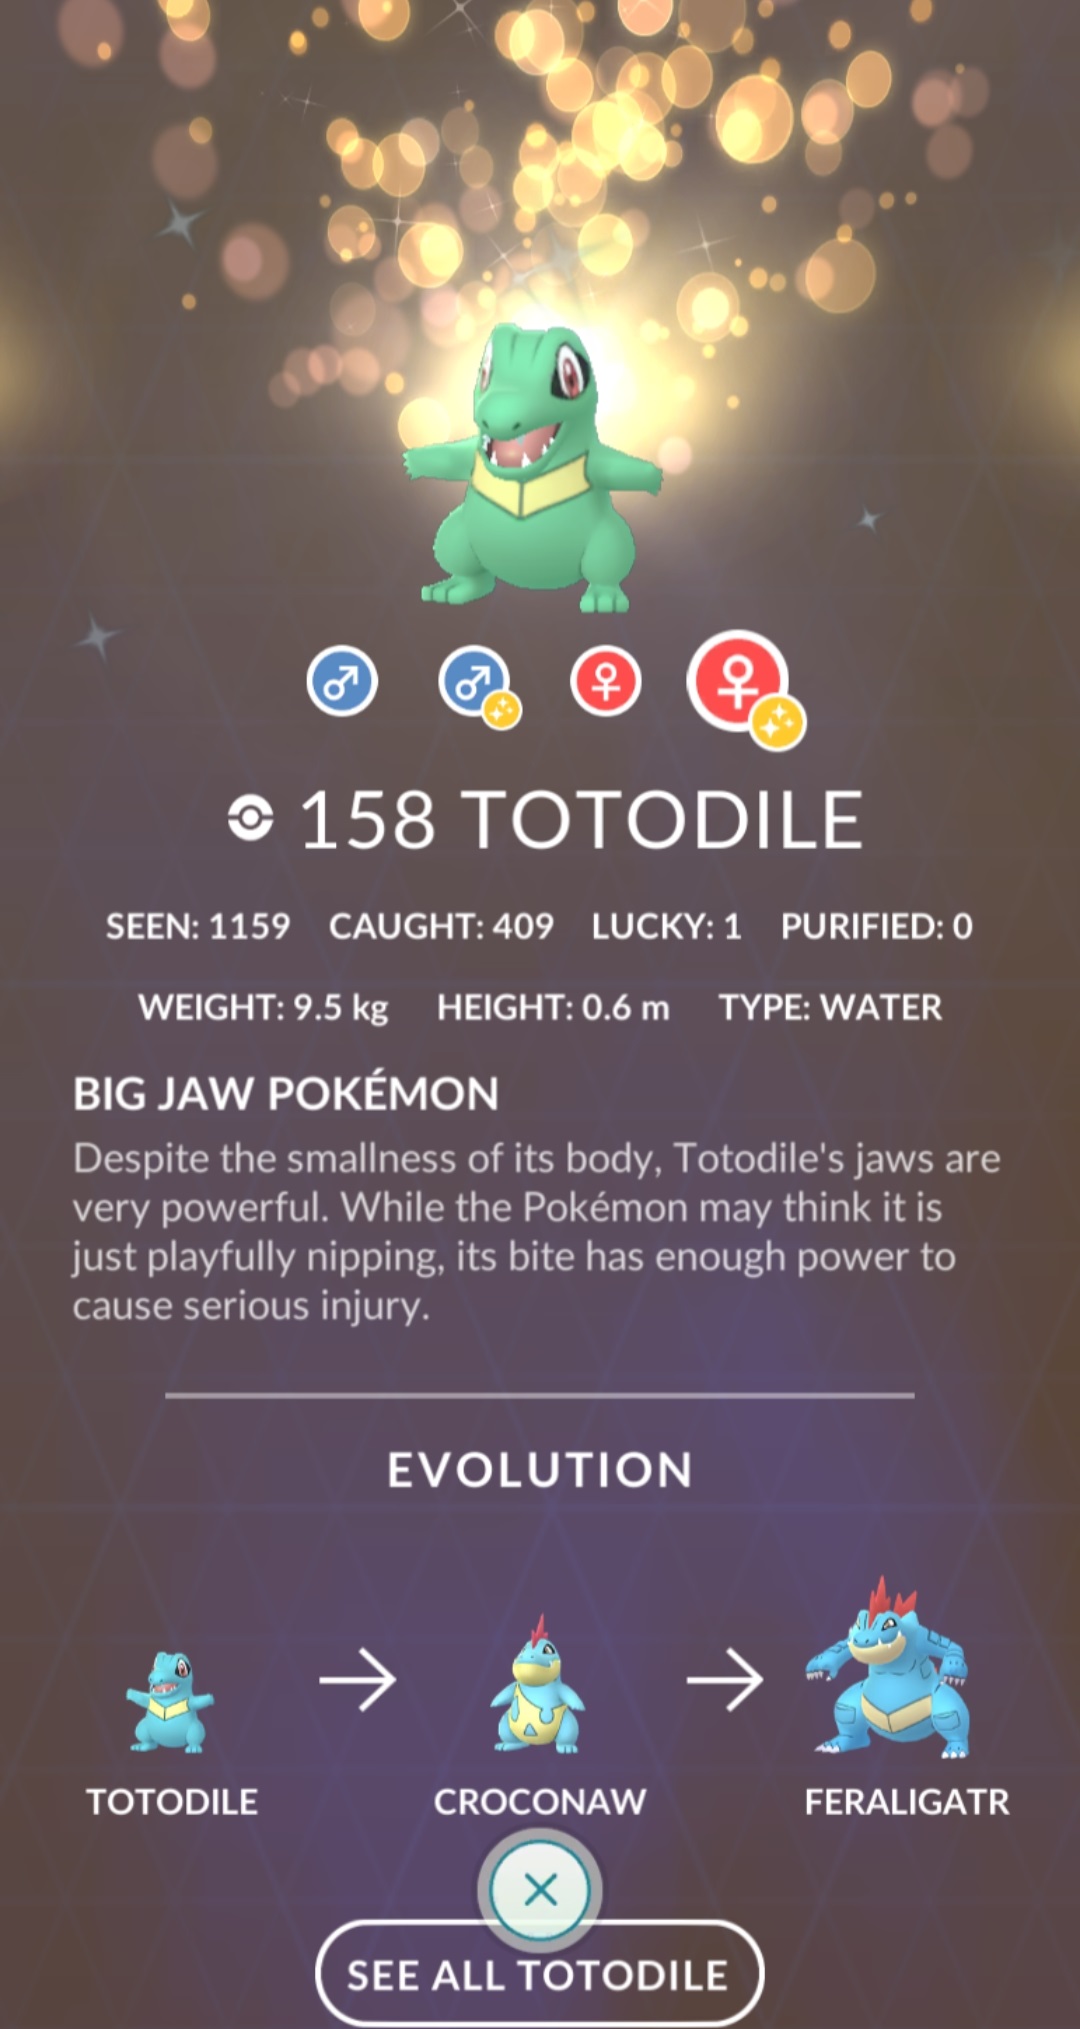 158 TOTODILE
SEEN: 1159 CAUGHT: 409 LUCKY: 1 PURIFIED: 0
WEIGHT: 9.5 kg HEIGHT: 0.6 m TYPE: WATER
BIG JAW POKÉMON
Despite the smallness of its body, Totodile's jaws are
very powerful. While the Pokémon may think it is
just playfully nipping, its bite has enough power to
cause serious injury.
EVOLUTION
TOTODILE CROCONAW FERALIGATR
SEE ALL TOTODILE